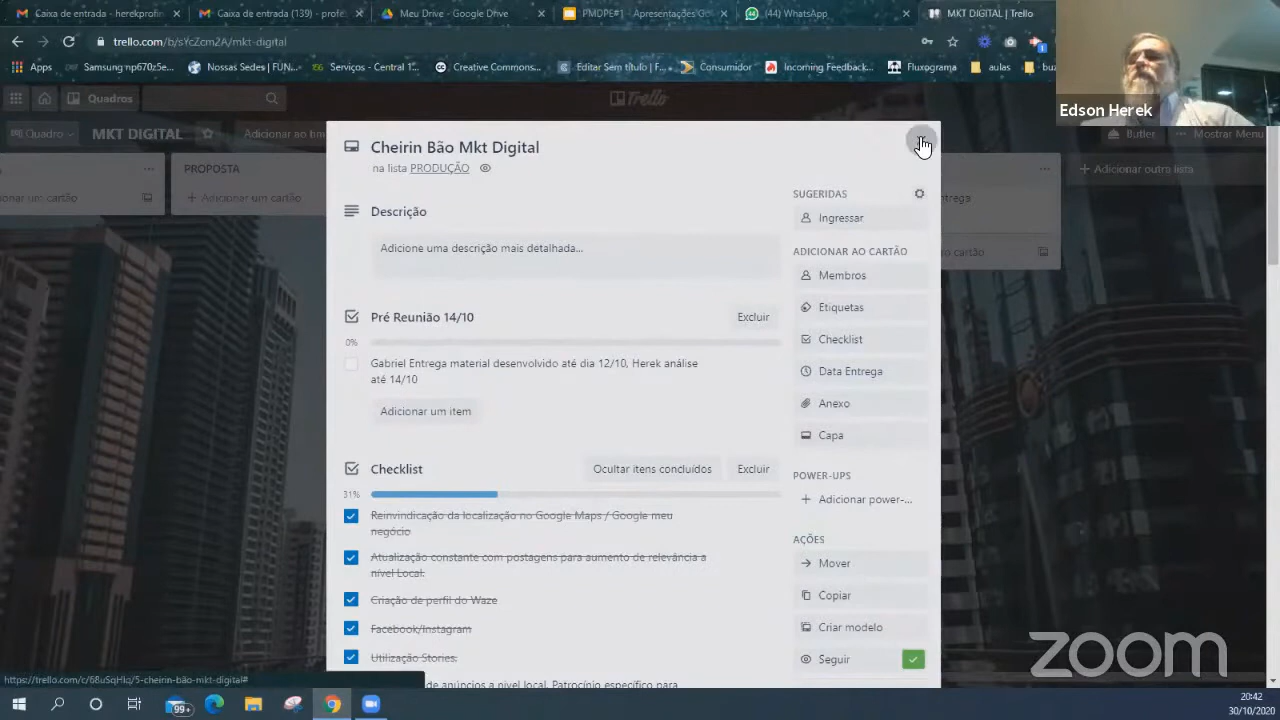 Caixa de entrada - herekprofin
Caixa de entrada (139) - profe
Meu Drive - Google Drive
PMDPE#1 - Apresentações Go
(44) WhatsApp
MKT DIGITAL | Trello
trello.com/b/sYcZcm2A/mkt-digital
Apps
Samsung np670z5e...
Nossas Sedes | FUN...
Serviços - Central 1...
Creative Commons...
Editar Sem título | F...
Consumidor
Incoming Feedback...
Fluxograma
aulas
Edson Herek
Quadros
Trello
Quadro
MKT DIGITAL
Butler
Mostrar Menu
PROPOSTA
Adicionar um cartão
Adicionar outra lista
Cheirin Bão Mkt Digital
na lista PRODUÇÃO
Descrição
Adicione uma descrição mais detalhada...
Pré Reunião 14/10
Excluir
0%
Gabriel Entrega material desenvolvido até dia 12/10, Herek análise
até 14/10
Adicionar um item
Checklist
Ocultar itens concluídos
Excluir
31%
Reinvindicação da localização no Google Maps / Google meu
negócio
Atualização constante com postagens para aumento de relevância a
nível Local.
Criação de perfil do Waze
Facebook/Instagram
Utilização Stories.
de anúncios a nivel local. Patrocínio específico para
SUGERIDAS
Ingressar
ADICIONAR AO CARTÃO
Membros
Etiquetas
Checklist
Data Entrega
Anexo
Capa
POWER-UPS
Adicionar power-...
AÇÕES
Mover
Copiar
Criar modelo
Seguir
zoom
https://trello.com/c/68uSqHlq/5-cheirin-bão-mkt-digital#
99+
20:42
30/10/2020